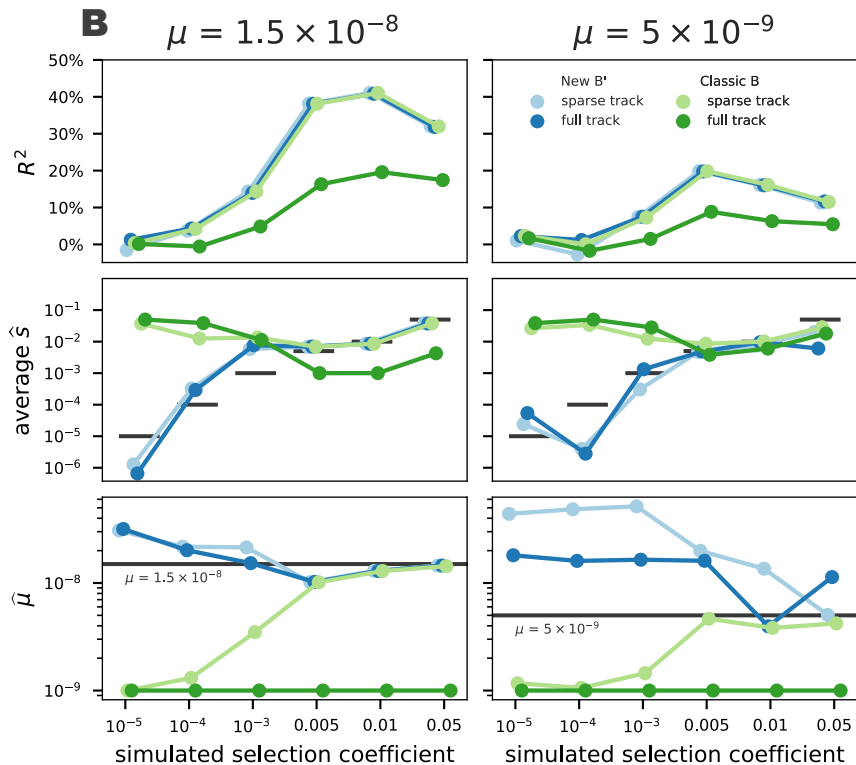 B
μ = 1.5 × 10⁻⁸
μ = 5 × 10⁻⁹
50%
40%
30%
20%
10%
0%
R²
New B'
sparse track
full track
Classic B
sparse track
full track
10⁻¹
10⁻²
10⁻³
10⁻⁴
10⁻⁵
10⁻⁶
average ŝ
10⁻⁸
10⁻⁹
μ̂
μ = 1.5 × 10⁻⁸
μ = 5 × 10⁻⁹
10⁻⁵ 10⁻⁴ 10⁻³ 0.005 0.01 0.05
10⁻⁵ 10⁻⁴ 10⁻³ 0.005 0.01 0.05
simulated selection coefficient
simulated selection coefficient